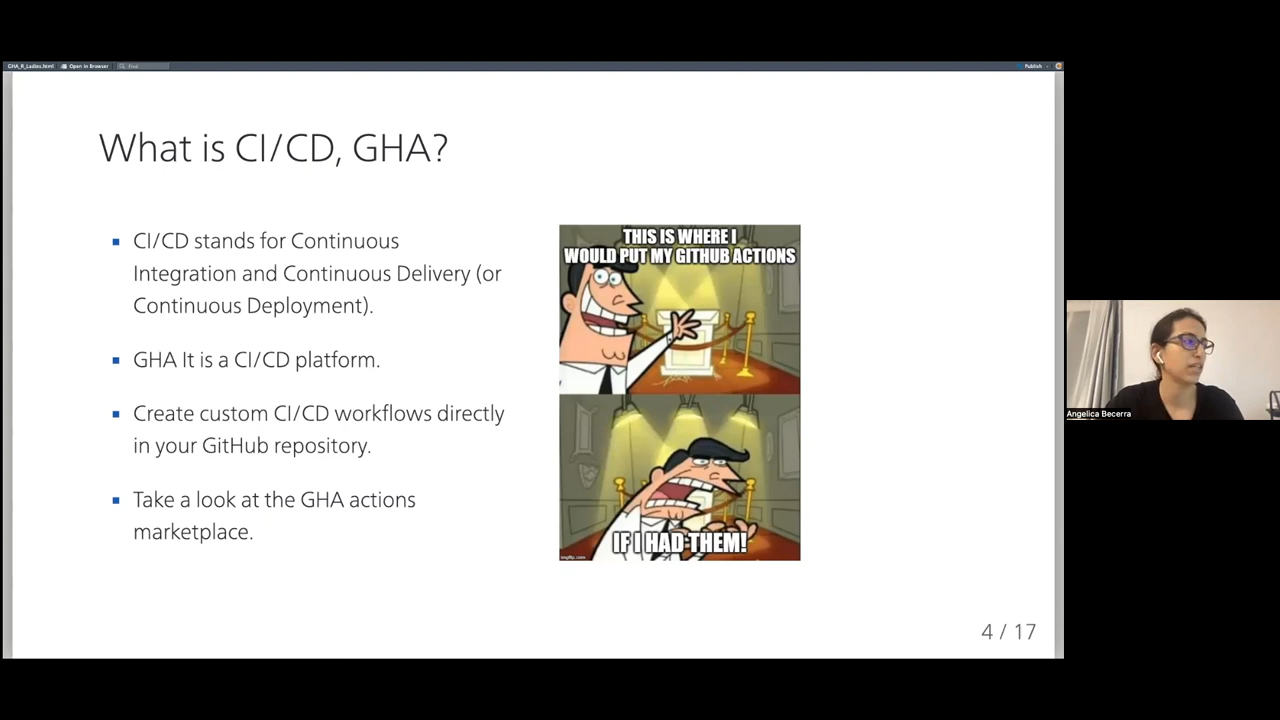 GHA_R_Ladies.html
Open in Browser
Find
Publish
What is CI/CD, GHA?
CI/CD stands for Continuous
Integration and Continuous Delivery (or
Continuous Deployment).
GHA It is a CI/CD platform.
Create custom CI/CD workflows directly
in your GitHub repository.
Take a look at the GHA actions
marketplace.
THIS IS WHERE I
WOULD PUT MY GITHUB ACTIONS
IF I HAD THEM!
imgflip.com
4 / 17
Angelica Becerra